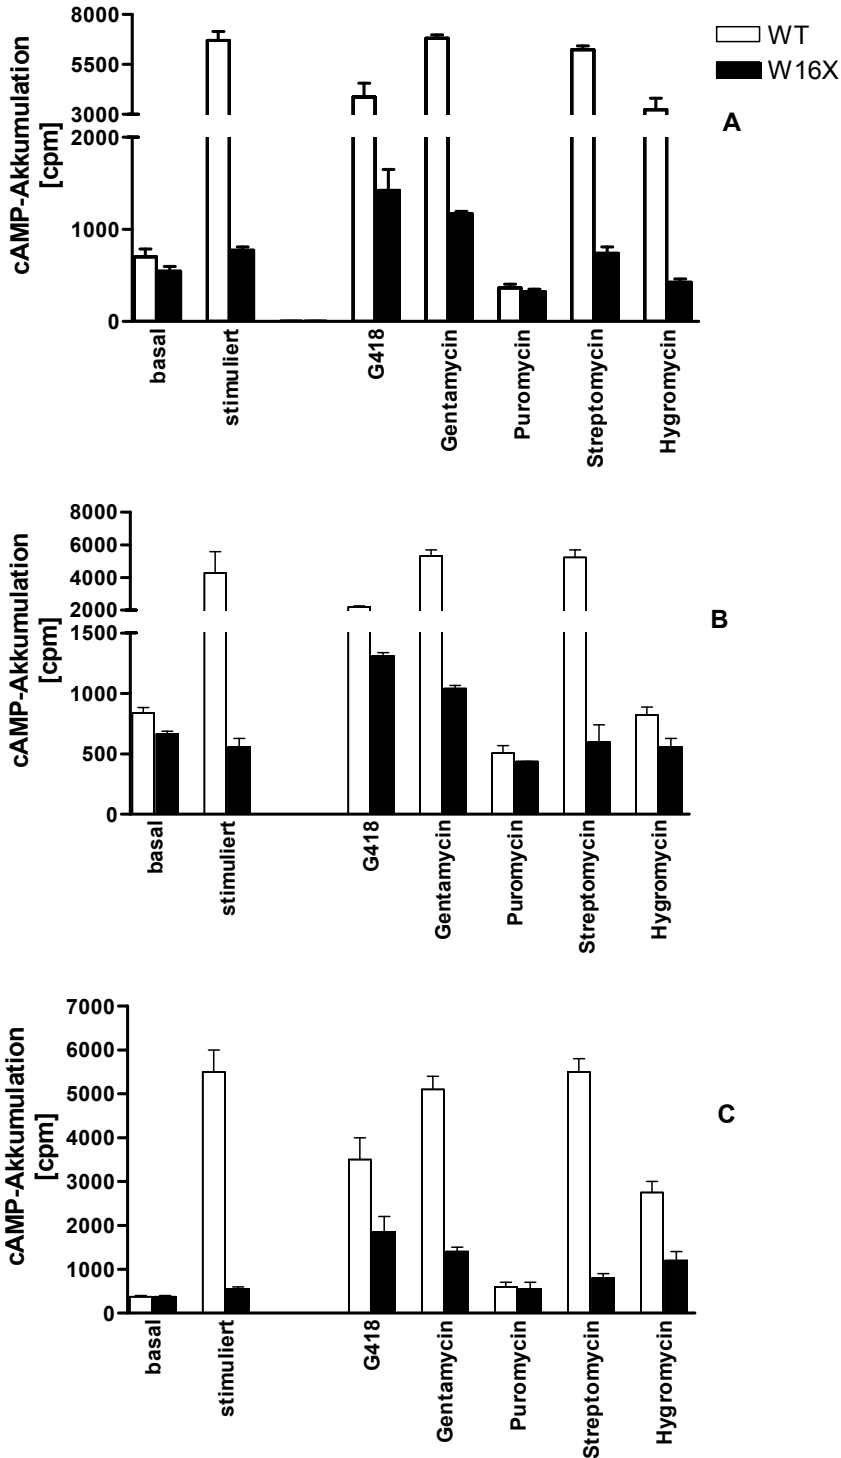 WT
W16X
A
cAMP-Akkumulation
[cpm]
8000
5500
3000
2000
1000
0
basal
stimuliert
G418
Gentamycin
Puromycin
Streptomycin
Hygromycin
B
cAMP-Akkumulation
[cpm]
8000
6000
4000
2000
1500
1000
500
0
basal
stimuliert
G418
Gentamycin
Puromycin
Streptomycin
Hygromycin
C
cAMP-Akkumulation
[cpm]
7000
6000
5000
4000
3000
2000
1000
0
basal
stimuliert
G418
Gentamycin
Puromycin
Streptomycin
Hygromycin